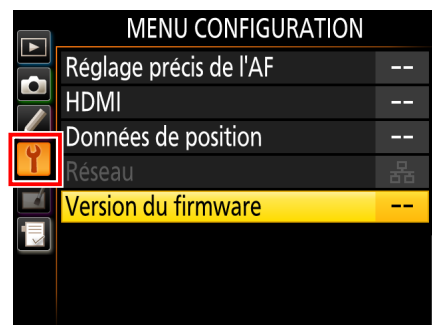 MENU CONFIGURATION
Réglage précis de l'AF --
HDMI --
Données de position --
Réseau
Version du firmware --